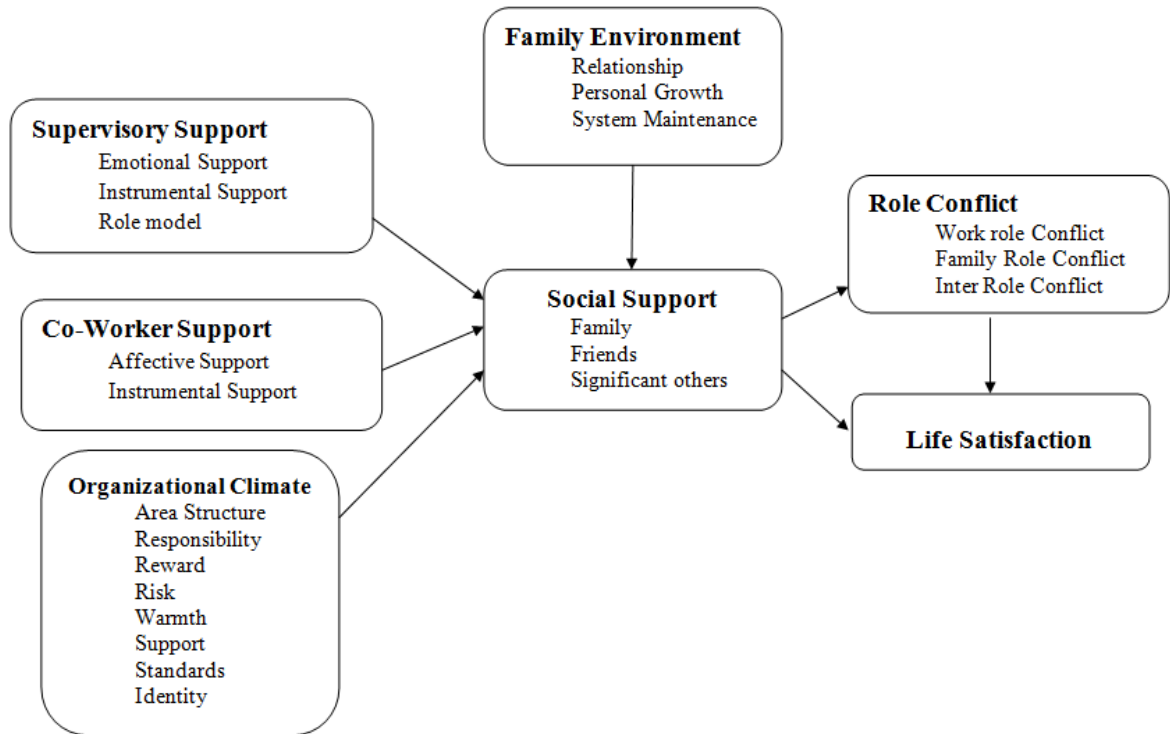 Family Environment
Relationship
Personal Growth
System Maintenance
Supervisory Support
Emotional Support
Instrumental Support
Role model
Role Conflict
Work role Conflict
Family Role Conflict
Inter Role Conflict
Social Support
Family
Friends
Significant others
Co-Worker Support
Affective Support
Instrumental Support
Life Satisfaction
Organizational Climate
Area Structure
Responsibility
Reward
Risk
Warmth
Support
Standards
Identity